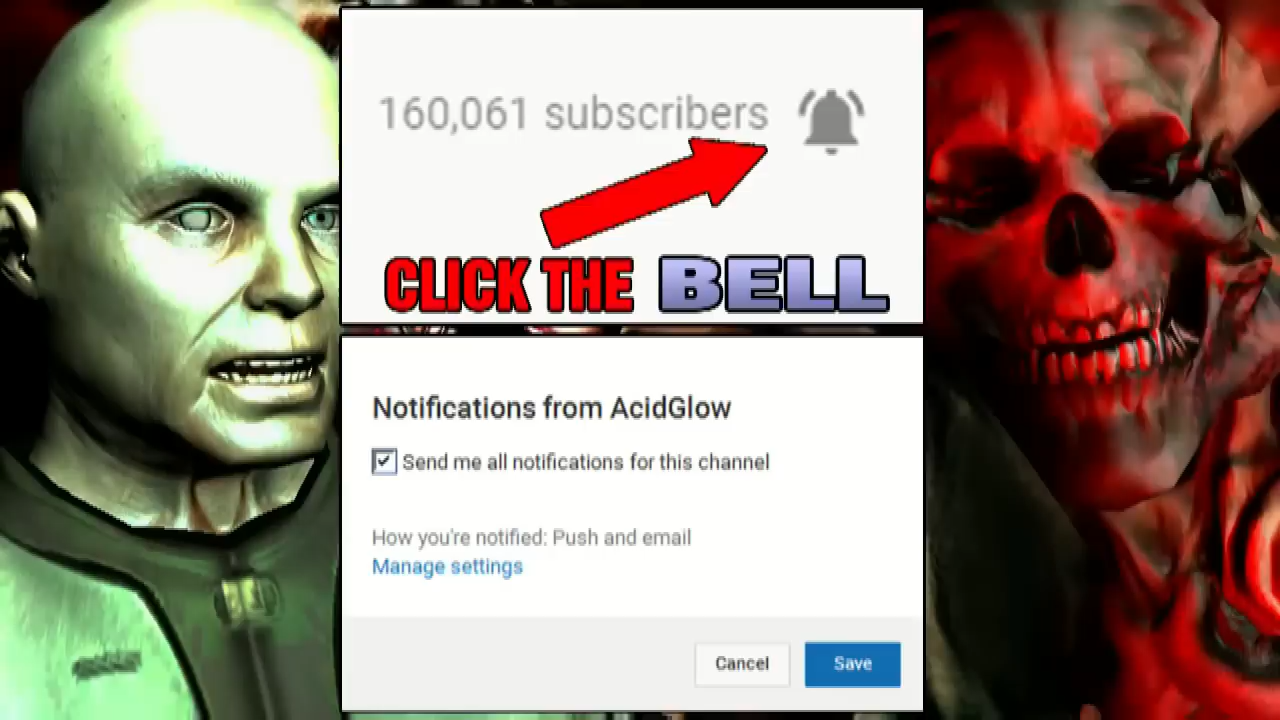 160,061 subscribers
CLICK THE BELL
Notifications from AcidGlow
Send me all notifications for this channel
How you're notified: Push and email
Manage settings
Cancel
Save